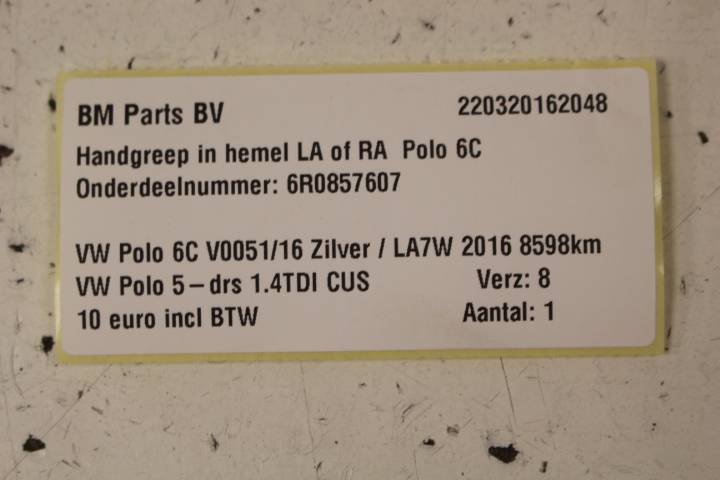 BM Parts BV 220320162048
Handgreep in hemel LA of RA Polo 6C
Onderdeelnummer: 6R0857607
VW Polo 6C V0051/16 Zilver / LA7W 2016 8598km
VW Polo 5-drs 1.4TDI CUS Verz: 8
10 euro incl BTW Aantal: 1